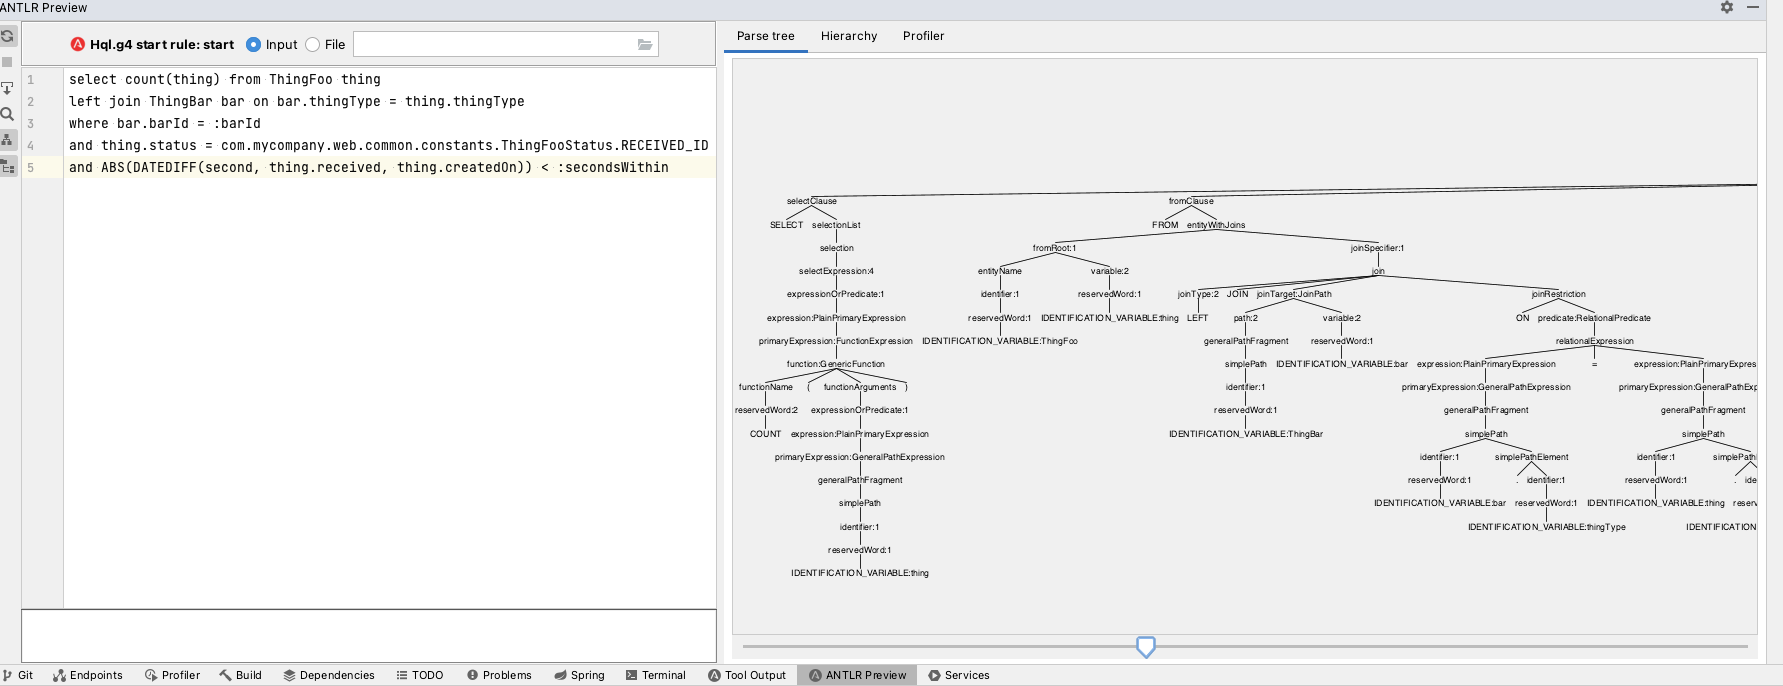 ANTLR Preview
Hql.g4 start rule: start Input File
1 select count(thing) from ThingFoo thing
2 left join ThingBar bar on bar.thingType = thing.thingType
3 where bar.barId = :barId
4 and thing.status = com.mycompany.web.common.constants.ThingFooStatus.RECEIVED_ID
5 and ABS(DATEDIFF(second, thing.received, thing.createdOn)) < :secondsWithin
Parse tree Hierarchy Profiler
selectClause fromClause
SELECT selectionList FROM entityWithJoins
selection fromRoot:1 joinSpecifier:1
selectExpression:4 entityName variable:2 join
expressionOrPredicate:1 identifier:1 reservedWord:1 joinType:2 JOIN joinTarget:JoinPath joinRestriction
expression:PlainPrimaryExpression reservedWord:1 IDENTIFICATION_VARIABLE:thing LEFT path:2 variable:2 ON predicate:RelationalPredicate
primaryExpression:FunctionExpression IDENTIFICATION_VARIABLE:ThingFoo generalPathFragment reservedWord:1 relationalExpression
function:GenericFunction simplePath IDENTIFICATION_VARIABLE:bar expression:PlainPrimaryExpression = expression:PlainPrimaryExpres
functionName ( functionArguments ) identifier:1 primaryExpression:GeneralPathExpression primaryExpression:GeneralPathExp
reservedWord:2 expressionOrPredicate:1 reservedWord:1 generalPathFragment generalPathFragment
COUNT expression:PlainPrimaryExpression IDENTIFICATION_VARIABLE:ThingBar simplePath simplePath
primaryExpression:GeneralPathExpression identifier:1 simplePathElement identifier:1 simplePathl
generalPathFragment reservedWord:1 . identifier:1 reservedWord:1 . ide
simplePath IDENTIFICATION_VARIABLE:bar reservedWord:1 IDENTIFICATION_VARIABLE:thing reserv
identifier:1 IDENTIFICATION_VARIABLE:thingType IDENTIFICATION
reservedWord:1
IDENTIFICATION_VARIABLE:thing
Git Endpoints Profiler Build Dependencies TODO Problems Spring Terminal Tool Output ANTLR Preview Services